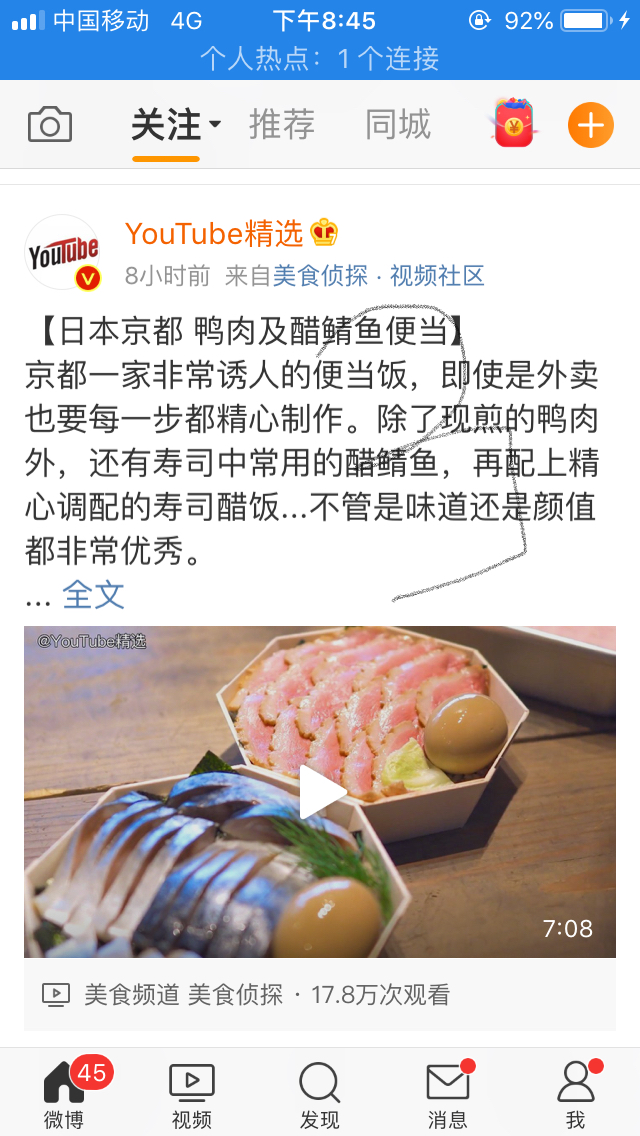 中国移动 4G 下午8:45 92%
个人热点：1 个连接
关注 推荐 同城
YouTube
YouTube精选
8小时前 来自美食侦探 · 视频社区
【日本京都 鸭肉及醋鲭鱼便当】
京都一家非常诱人的便当饭，即使是外卖
也要每一步都精心制作。除了现煎的鸭肉
外，还有寿司中常用的醋鲭鱼，再配上精
心调配的寿司醋饭...不管是味道还是颜值
都非常优秀。
... 全文
@YouTube精选
7:08
美食频道 美食侦探 · 17.8万次观看
45
微博 视频 发现 消息 我